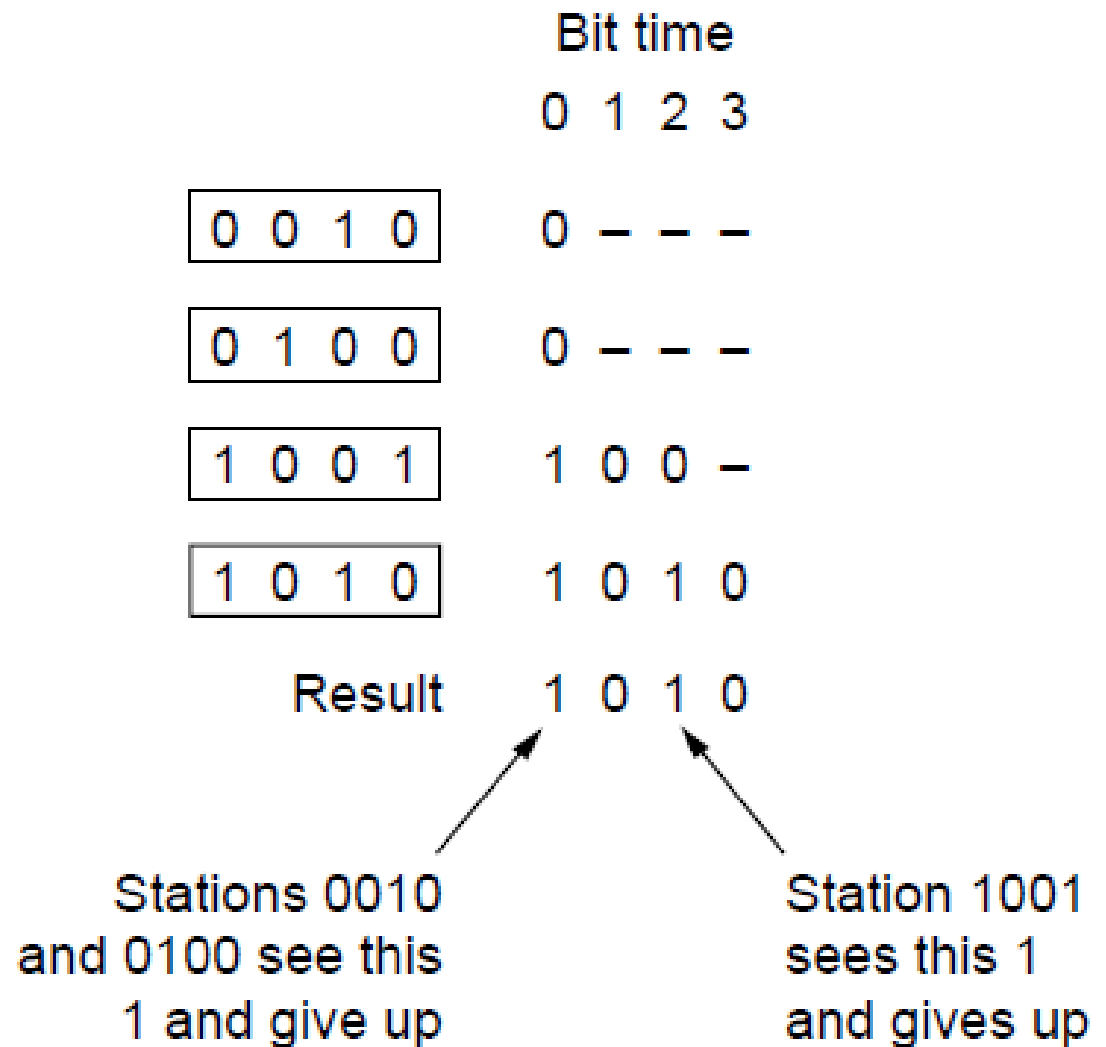 Bit time
0 1 2 3
0 0 1 0 0 – – –
0 1 0 0 0 – – –
1 0 0 1 1 0 0 –
1 0 1 0 1 0 1 0
Result 1 0 1 0
Stations 0010
and 0100 see this
1 and give up
Station 1001
sees this 1
and gives up